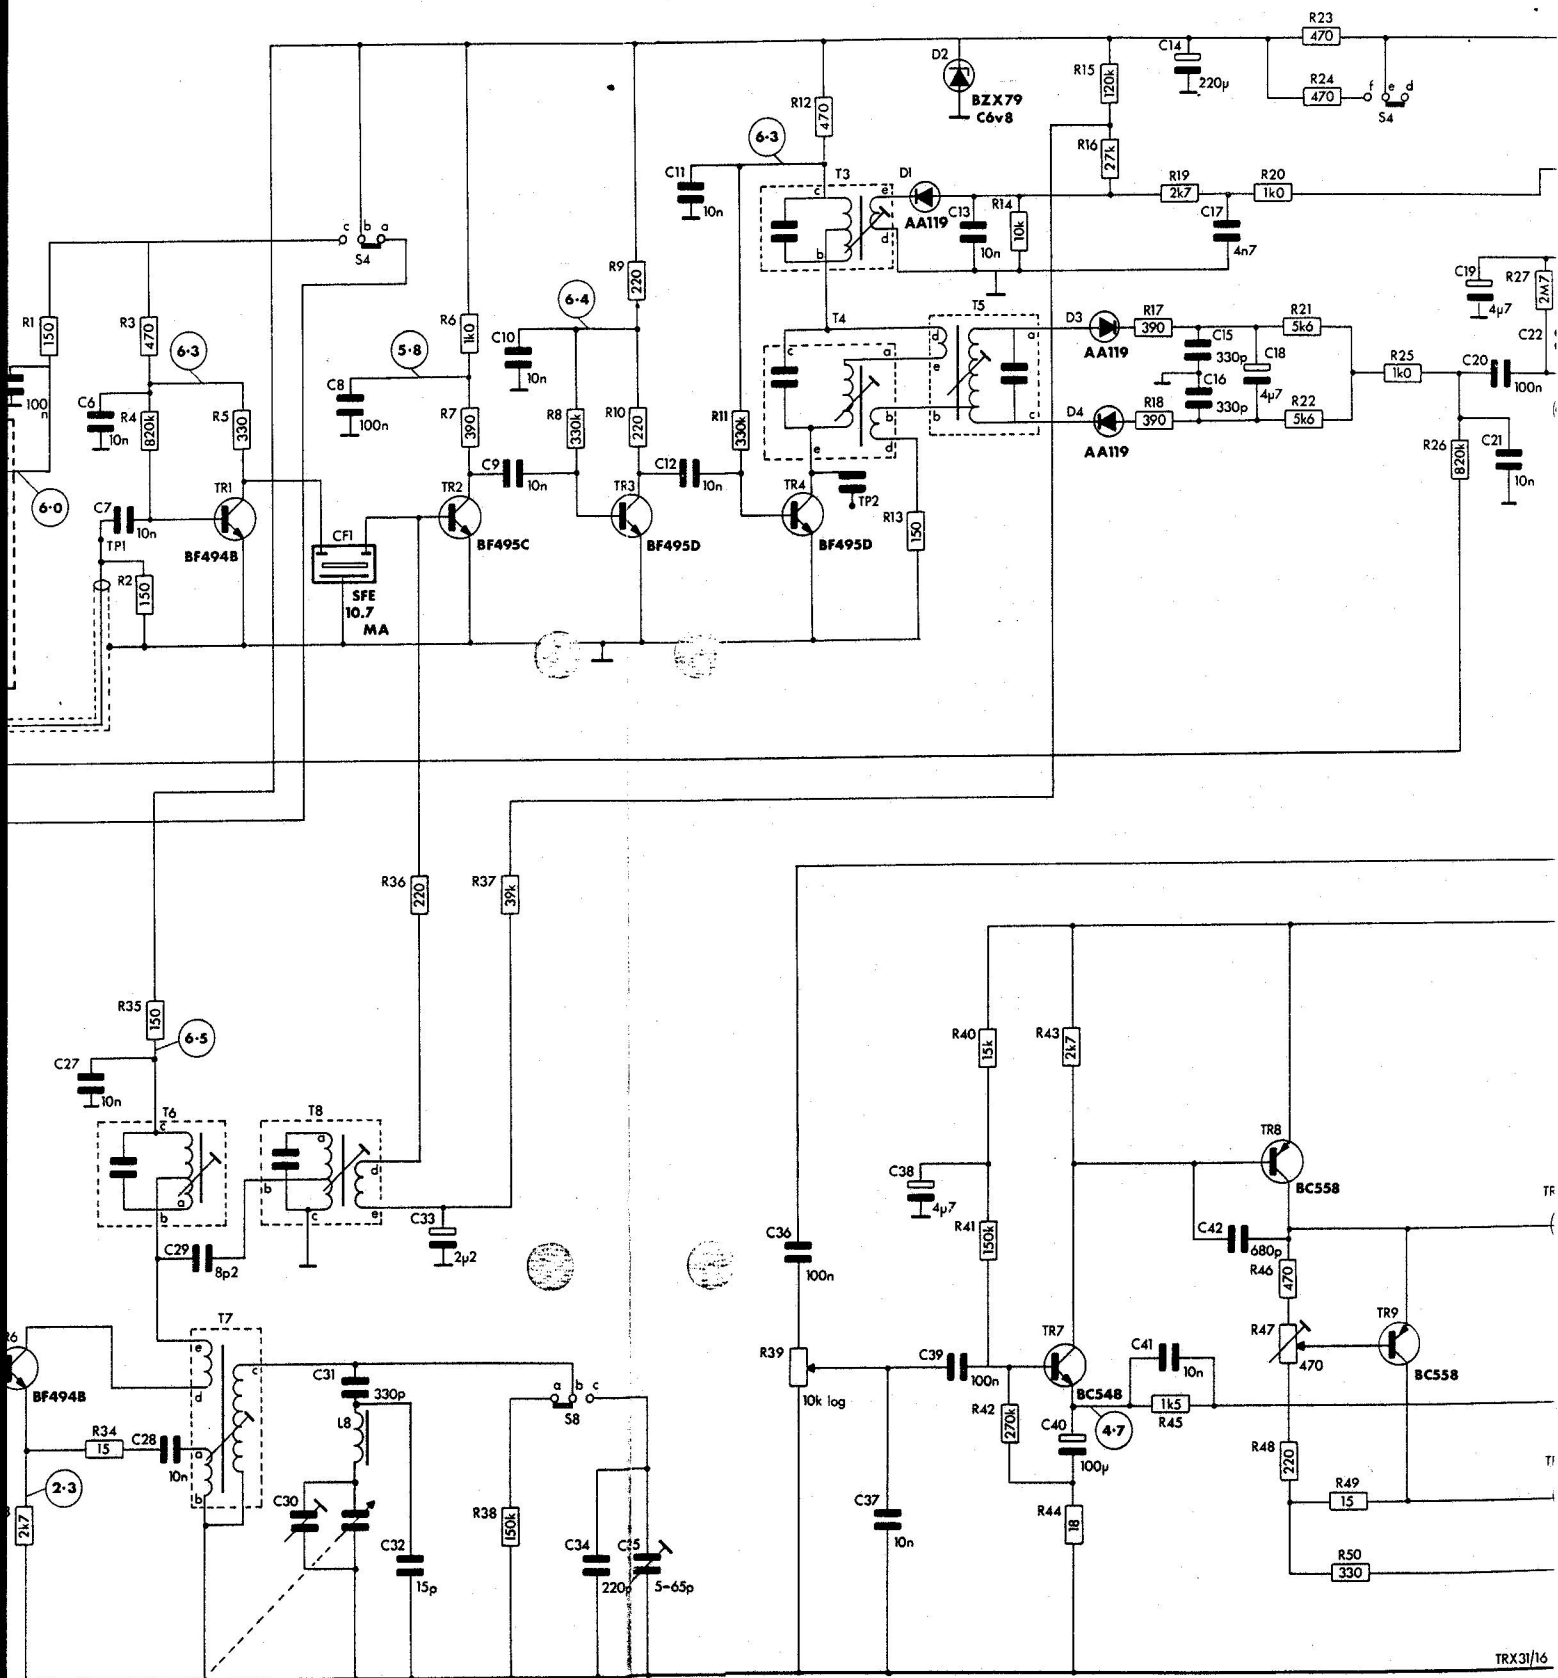 R23
470
C14
220µ
R24
470
f e d
S4
D2
BZX79
C6v8
R15
120k
R12
470
6·3
R16
27k
C11
10n
T3
c
e
b
d
D1
AA119
C13
10n
R14
10k
R19
2k7
R20
1k0
C17
4n7
c b a
S4
R9
220
6·4
C19
4µ7
R27
2M7
C22
R1
150
R3
470
6·3
R6
1k0
5·8
C10
10n
T4
c
a
b
d
e
T5
d
e
a
b
c
D3
AA119
R17
390
C15
330p
C16
330p
C18
4µ7
R21
5k6
R25
1k0
C20
100n
100
n
C6
10n
R4
820k
R5
330
C8
100n
R7
390
R8
330k
R10
220
R11
330k
D4
AA119
R18
390
R22
5k6
R26
820k
C21
10n
6·0
C7
10n
TP1
TR1
BF494B
C9
10n
TR2
BF495C
C12
10n
TR3
BF495D
TR4
BF495D
TP2
R13
150
R2
150
CF1
SFE
10.7
MA
R36
220
R37
39k
R35
150
6·5
C27
10n
R40
15k
R43
2k7
T6
c
a
b
T8
a
b
c
d
e
C29
8p2
C33
2µ2
C38
4µ7
R41
150k
TR8
BC558
C36
100n
C42
680p
R46
470
T7
e
d
c
a
b
BF494B
C31
330p
L8
a b c
S8
R39
10k log
C39
100n
TR7
BC548
C41
10n
1k5
R45
R47
470
TR9
BC558
R34
15
C28
10n
R42
270k
C40
100µ
4·7
R48
220
2·3
2k7
C30
C32
15p
R38
150k
C34
220p
5-65p
C37
10n
R44
18
R49
15
R50
330
TRX31/16